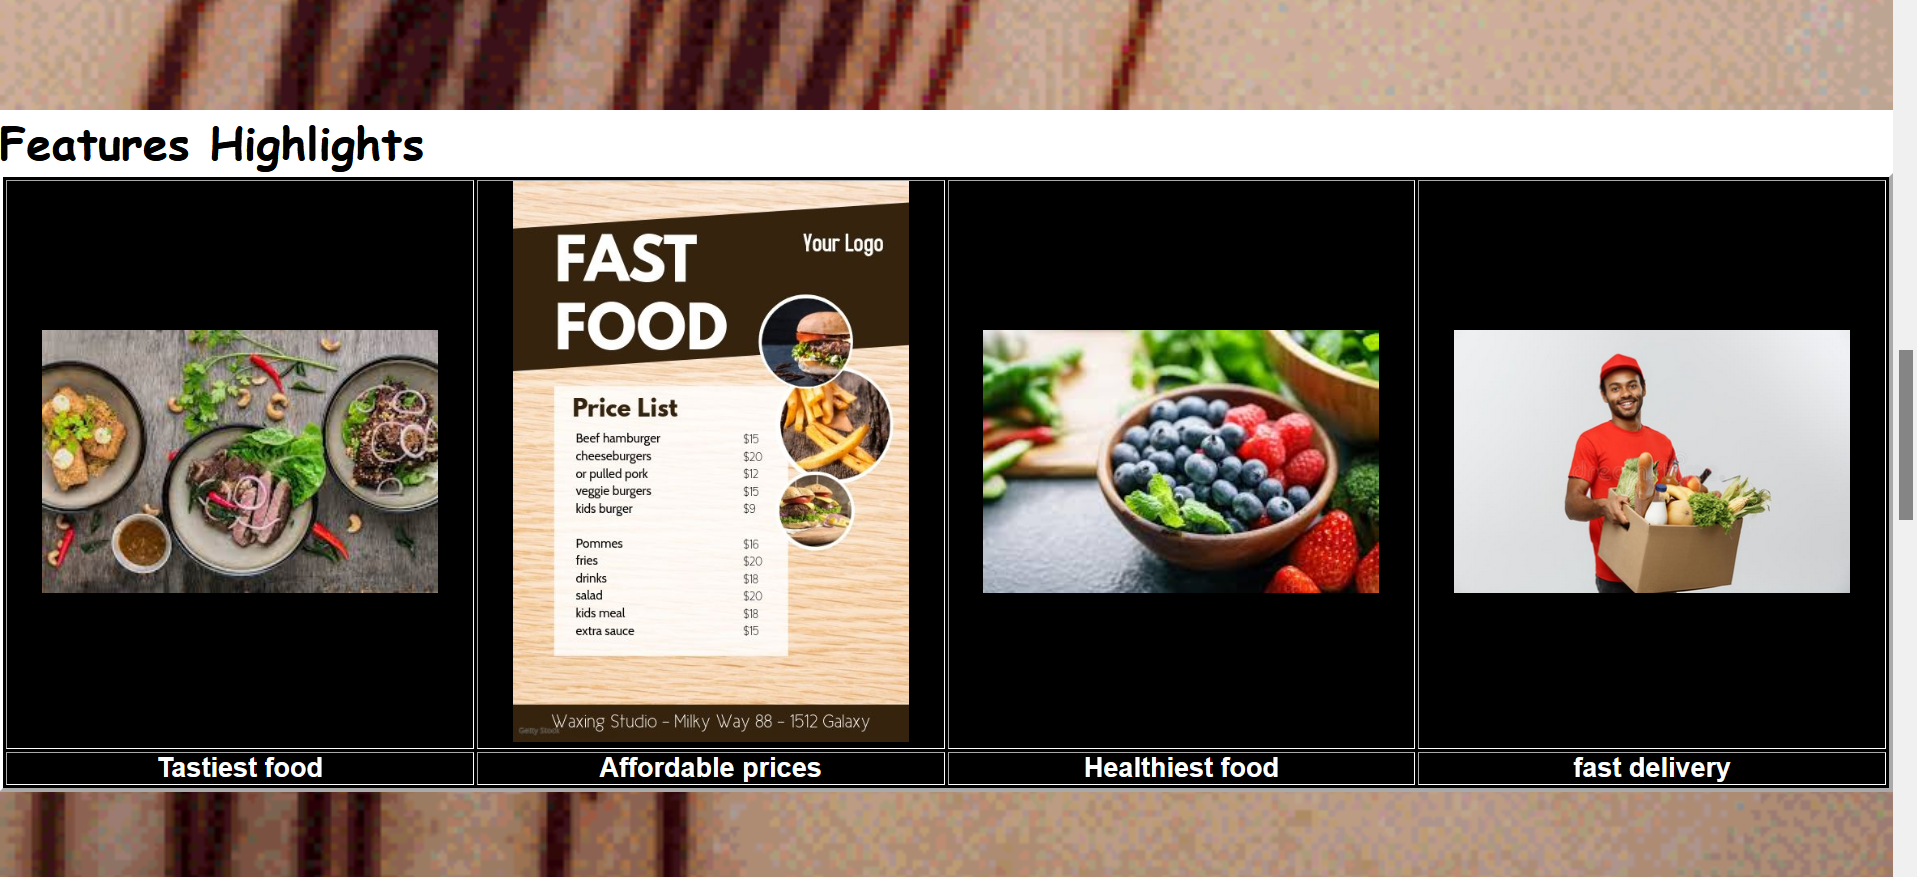 Features Highlights
FAST
FOOD
Your Logo
Price List
Beef hamburger $15
cheeseburgers $20
or pulled pork $12
veggie burgers $15
kids burger $9
Pommes $16
fries $20
drinks $18
salad $20
kids meal $18
extra sauce $15
Waxing Studio - Milky Way 88 - 1512 Galaxy
Getty Stock
Tastiest food
Affordable prices
Healthiest food
fast delivery